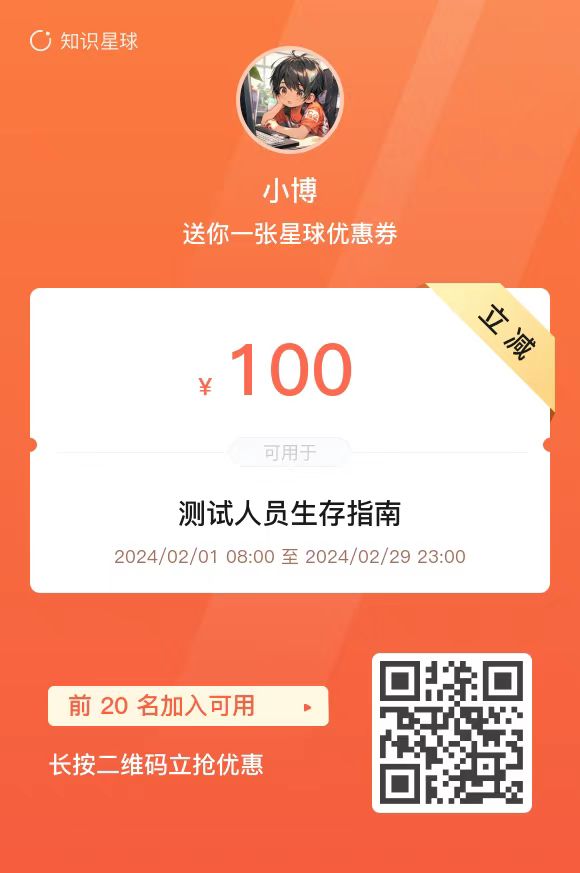 知识星球
小博
送你一张星球优惠券
立减
¥ 100
可用于
测试人员生存指南
2024/02/01 08:00 至 2024/02/29 23:00
前 20 名加入可用
长按二维码立抢优惠